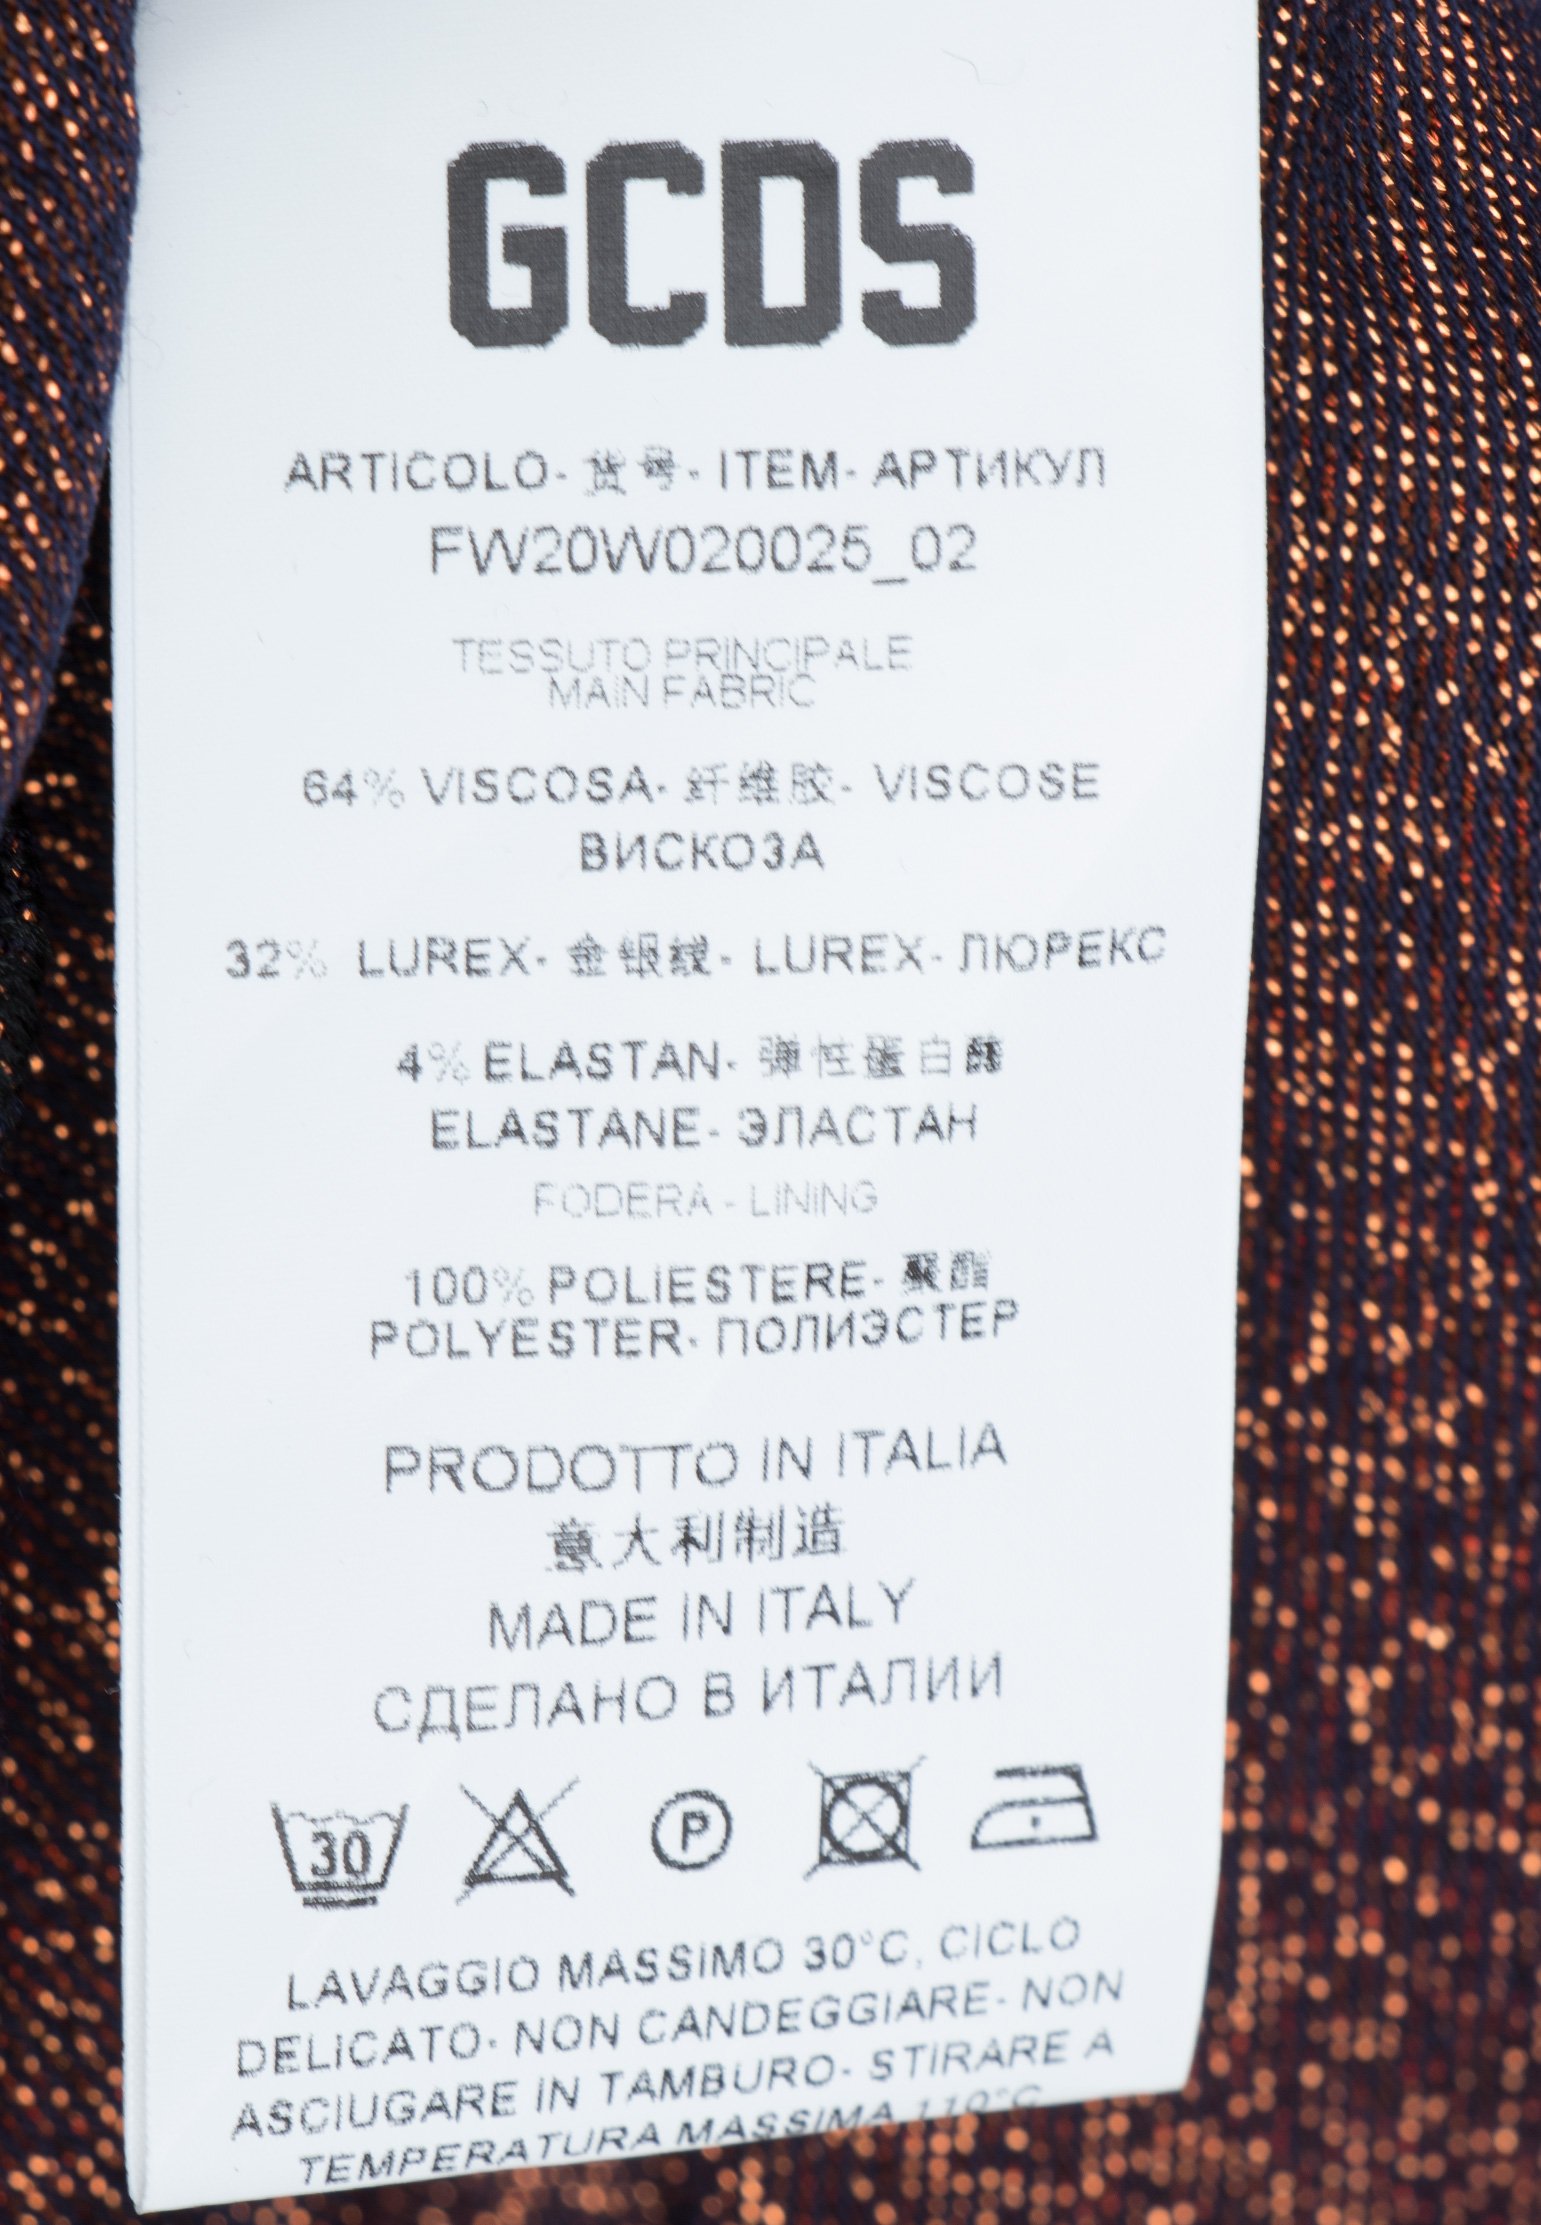 GCDS
ARTICOLO- 货号- ITEM- АРТИКУЛ
FW20W020025_02
TESSUTO PRINCIPALE
MAIN FABRIC
64% VISCOSA- 纤维胶- VISCOSE
ВИСКОЗА
32% LUREX- 金银线- LUREX- ЛЮРЕКС
4% ELASTAN- 弹性蛋白酶
ELASTANE- ЭЛАСТАН
FODERA - LINING
100% POLIESTERE- 聚酯
POLYESTER- ПОЛИЭСТЕР
PRODOTTO IN ITALIA
意大利制造
MADE IN ITALY
СДЕЛАНО В ИТАЛИИ
30 P
LAVAGGIO MASSIMO 30°C, CICLO
DELICATO- NON CANDEGGIARE- NON
ASCIUGARE IN TAMBURO- STIRARE A
TEMPERATURA MASSIMA 110°C